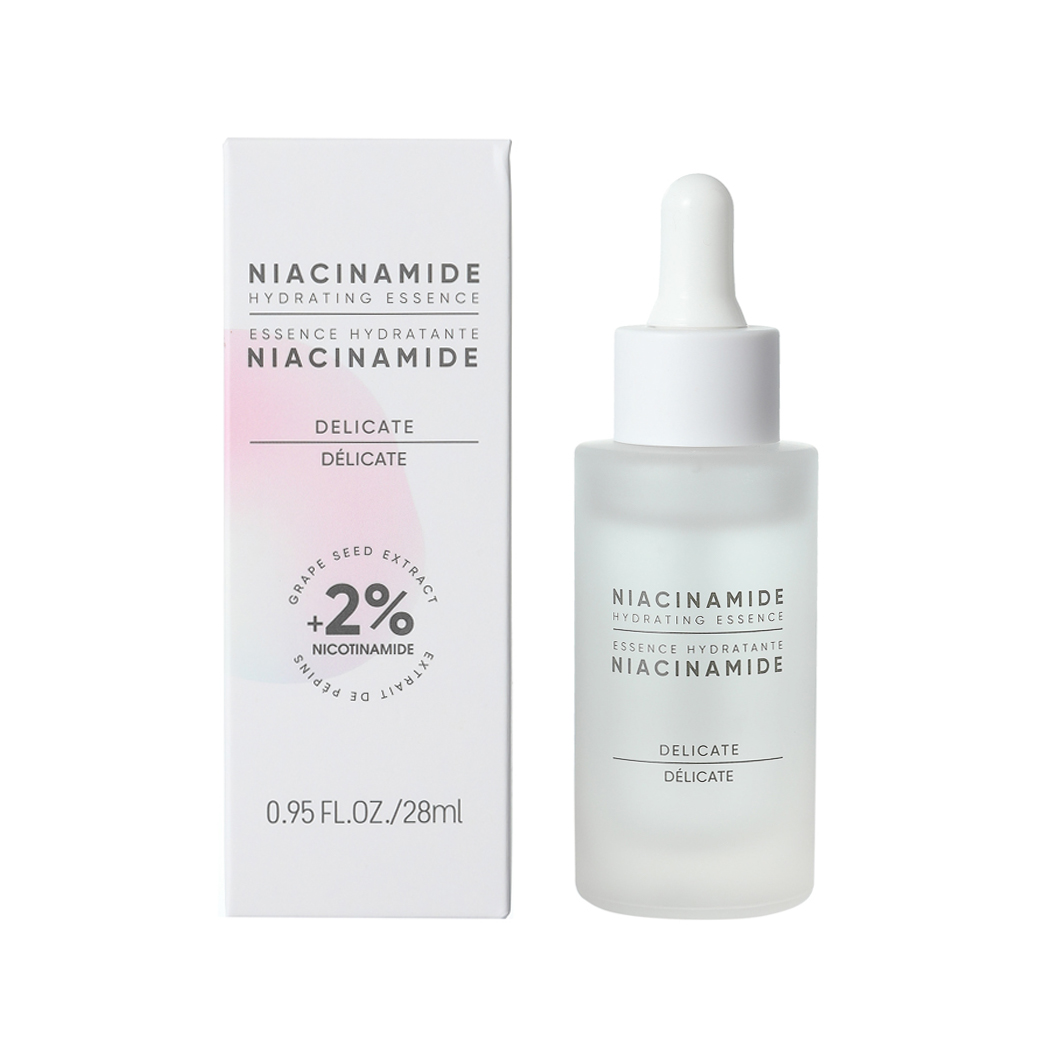 NIACINAMIDE
HYDRATING ESSENCE
ESSENCE HYDRATANTE
NIACINAMIDE
DELICATE
DÉLICATE
GRAPE SEED EXTRACT
+2%
NICOTINAMIDE
EXTRAIT DE PÉPINS
0.95 FL.OZ./28ml
NIACINAMIDE
HYDRATING ESSENCE
ESSENCE HYDRATANTE
NIACINAMIDE
DELICATE
DÉLICATE